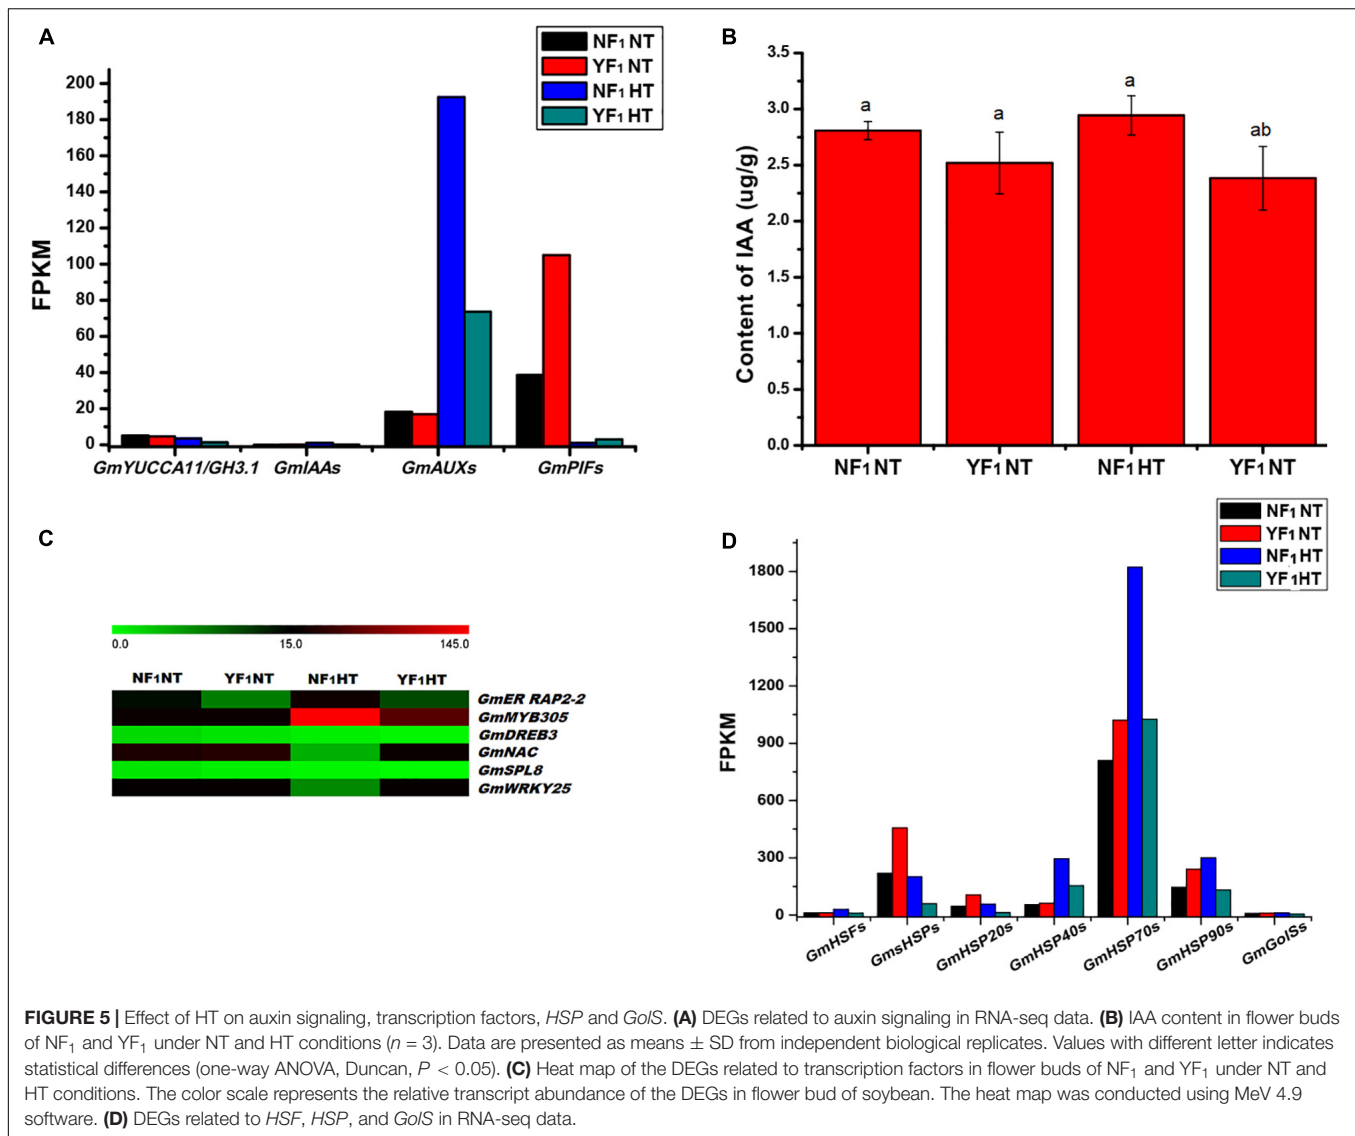 A
NF1 NT
YF1 NT
NF1 HT
YF1 HT
200
180
160
140
120
100
80
60
40
20
0
FPKM
GmYUCCA11/GH3.1 GmIAAs GmAUXs GmPIFs
B
3.5
3.0
2.5
2.0
1.5
1.0
0.5
0.0
Content of IAA (ug/g)
a a a ab
NF1NT YF1NT NF1HT YF1NT
C
0.0 15.0 145.0
NF1NT YF1NT NF1HT YF1HT
GmER RAP2-2
GmMYB305
GmDREB3
GmNAC
GmSPL8
GmWRKY25
D
NF1 NT
YF1 NT
NF1HT
YF1HT
1800
1500
1200
900
600
300
0
FPKM
GmHSFs GmsHSPs GmHSP20s GmHSP40s GmHSP70s GmHSP90s GmGolSs
FIGURE 5 | Effect of HT on auxin signaling, transcription factors, HSP and GolS. (A) DEGs related to auxin signaling in RNA-seq data. (B) IAA content in flower buds
of NF1 and YF1 under NT and HT conditions (n = 3). Data are presented as means ± SD from independent biological replicates. Values with different letter indicates
statistical differences (one-way ANOVA, Duncan, P < 0.05). (C) Heat map of the DEGs related to transcription factors in flower buds of NF1 and YF1 under NT and
HT conditions. The color scale represents the relative transcript abundance of the DEGs in flower bud of soybean. The heat map was conducted using MeV 4.9
software. (D) DEGs related to HSF, HSP, and GolS in RNA-seq data.